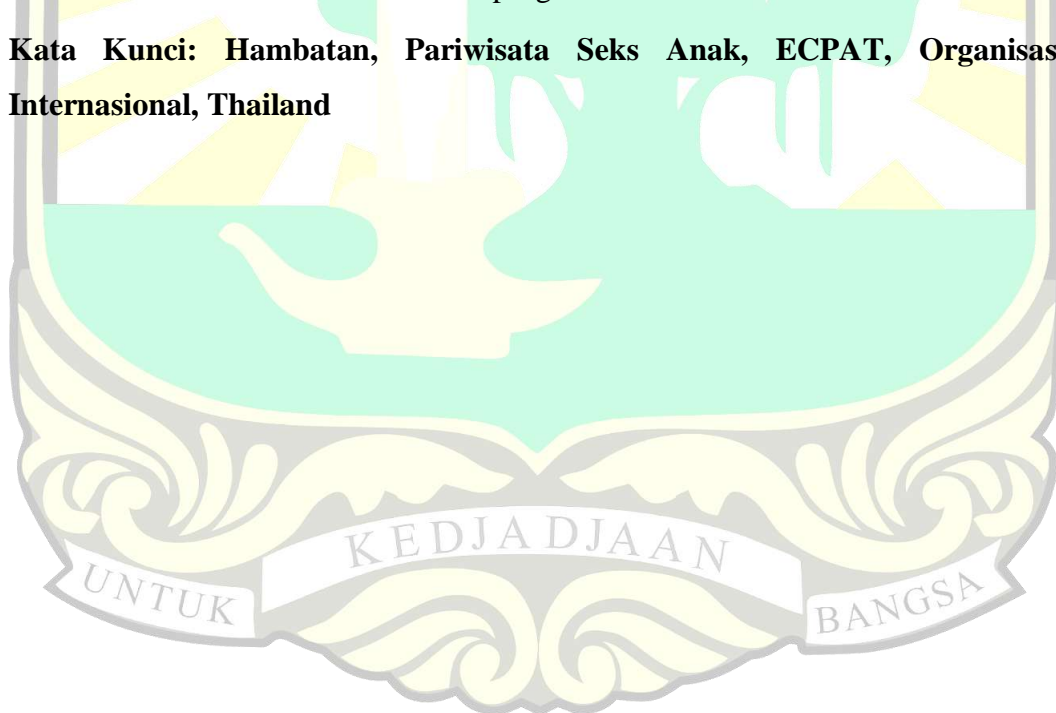 Kata Kunci: Hambatan, Pariwisata Seks Anak, ECPAT, Organisas
Internasional, Thailand
UNTUK KEDJADJAAN BANGSA